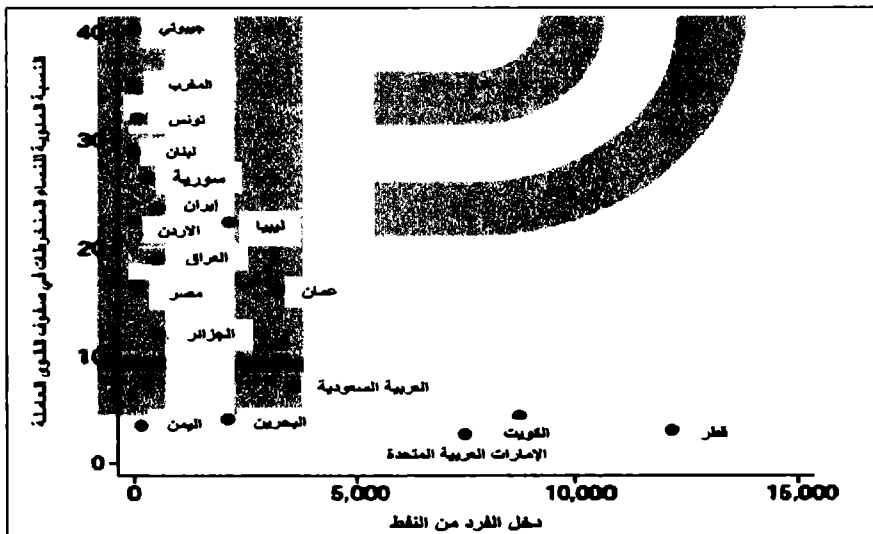 النسبة المئوية للنساء المنخرطات في صفوف القوى العاملة
40
جيبوتي
المغرب
تونس
30
لبنان
سورية
إيران
ليبيا
الاردن
20
العراق
عمان
مصر
الجزائر
10
العربية السعودية
اليمن
البحرين
الكويت
قطر
الإمارات العربية المتحدة
0
0
5,000
10,000
15,000
دخل الفرد من النفط